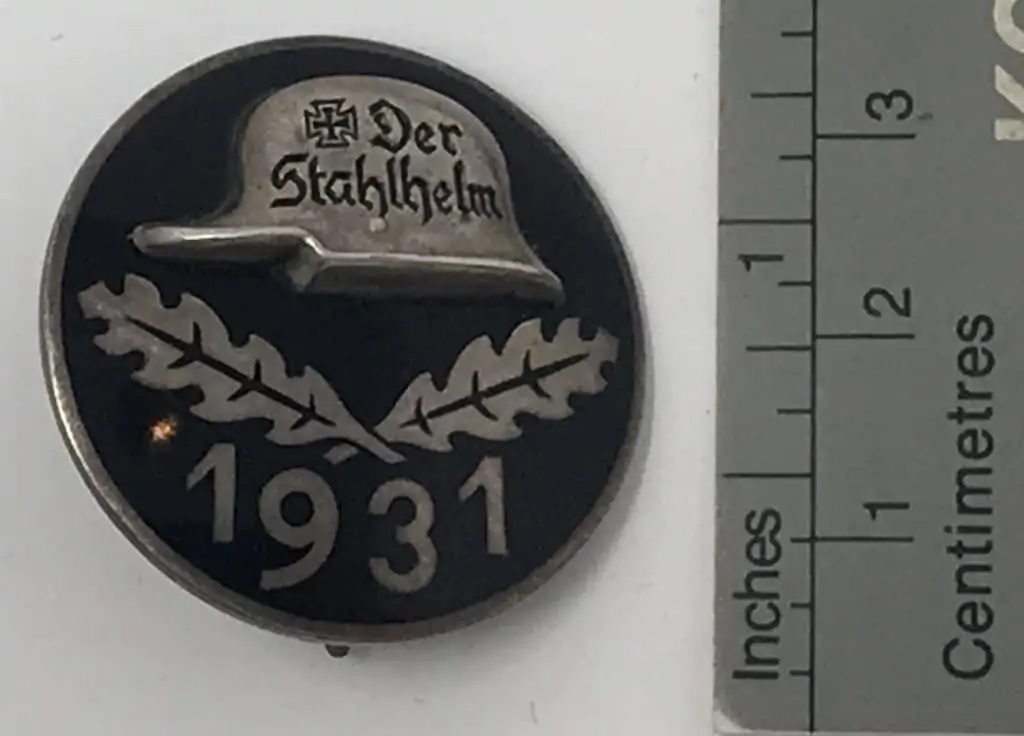 Der
Stahlhelm
1931
3
2
1
Centimetres
1
Inches